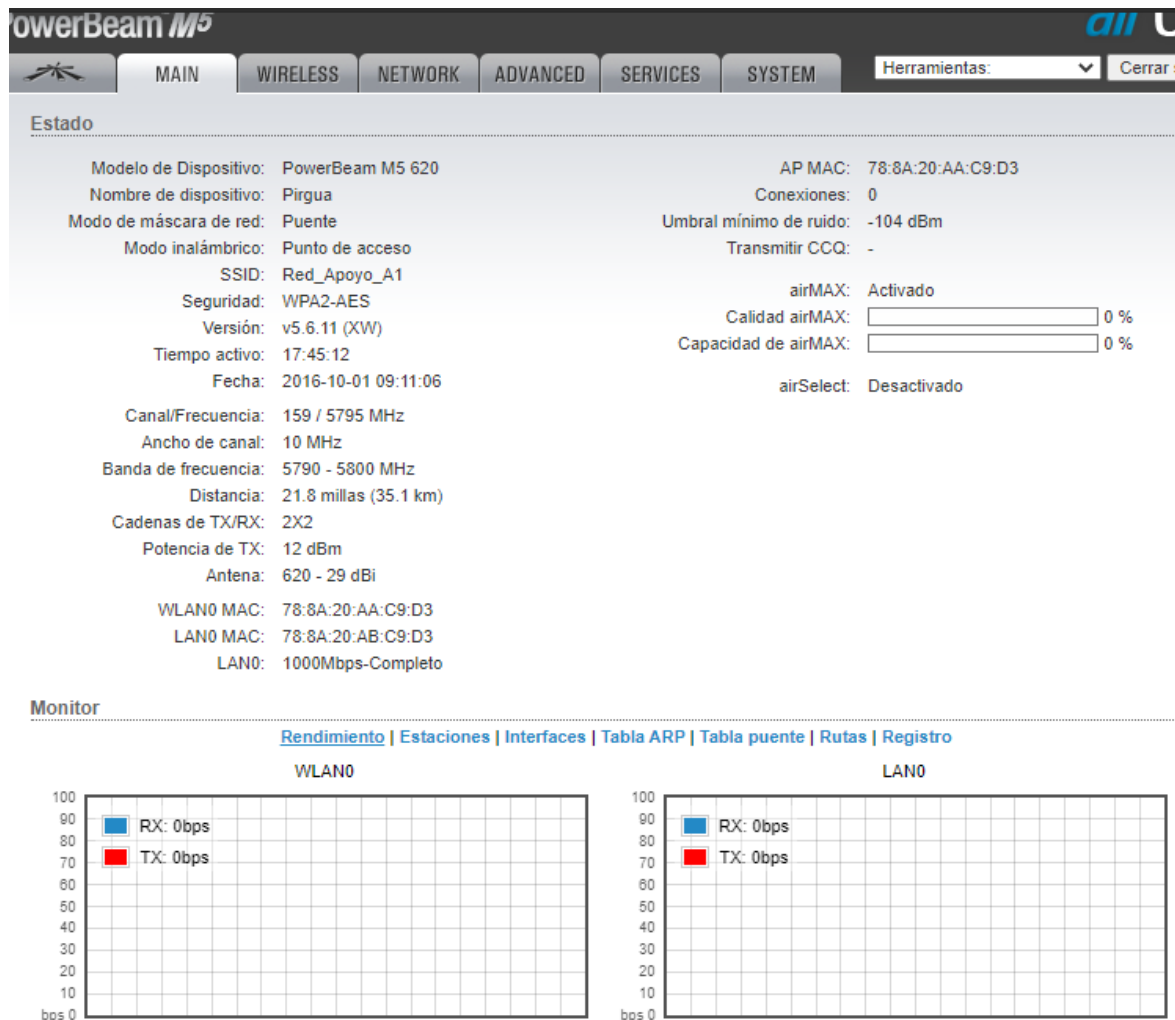 PowerBeam M5
MAIN WIRELESS NETWORK ADVANCED SERVICES SYSTEM Herramientas: Cerrar
Estado
Modelo de Dispositivo: PowerBeam M5 620
Nombre de dispositivo: Pirgua
Modo de máscara de red: Puente
Modo inalámbrico: Punto de acceso
SSID: Red_Apoyo_A1
Seguridad: WPA2-AES
Versión: v5.6.11 (XW)
Tiempo activo: 17:45:12
Fecha: 2016-10-01 09:11:06
Canal/Frecuencia: 159 / 5795 MHz
Ancho de canal: 10 MHz
Banda de frecuencia: 5790 - 5800 MHz
Distancia: 21.8 millas (35.1 km)
Cadenas de TX/RX: 2X2
Potencia de TX: 12 dBm
Antena: 620 - 29 dBi
WLAN0 MAC: 78:8A:20:AA:C9:D3
LAN0 MAC: 78:8A:20:AB:C9:D3
LAN0: 1000Mbps-Completo
AP MAC: 78:8A:20:AA:C9:D3
Conexiones: 0
Umbral mínimo de ruido: -104 dBm
Transmitir CCQ: -
airMAX: Activado
Calidad airMAX: 0 %
Capacidad de airMAX: 0 %
airSelect: Desactivado
Monitor
Rendimiento | Estaciones | Interfaces | Tabla ARP | Tabla puente | Rutas | Registro
WLAN0
100
90
80
70
60
50
40
30
20
10
bps 0
RX: 0bps
TX: 0bps
LAN0
100
90
80
70
60
50
40
30
20
10
bps 0
RX: 0bps
TX: 0bps